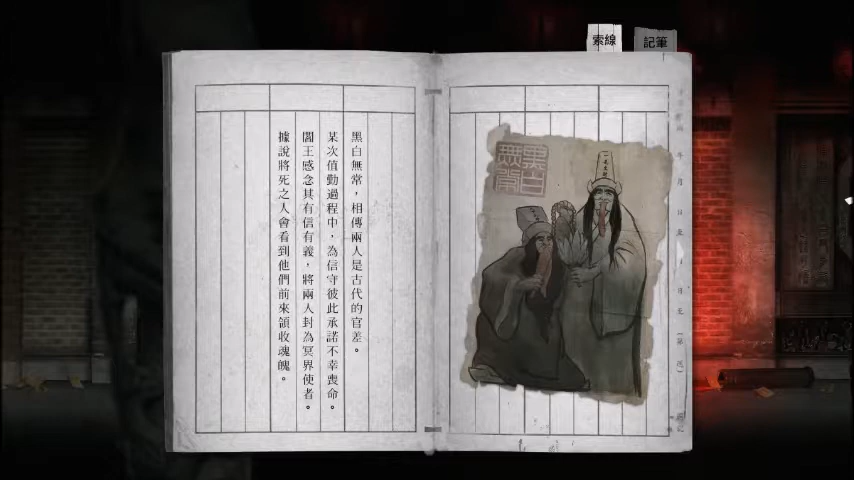 索線
記筆
黑白無常，相傳兩人是古代的官差。
某次值勤過程中，為信守彼此承諾不幸喪命。
閻王感念其有信有義，將兩人封為冥界使者。
據說將死之人會看到他們前來領收魂魄。
黑白
無常